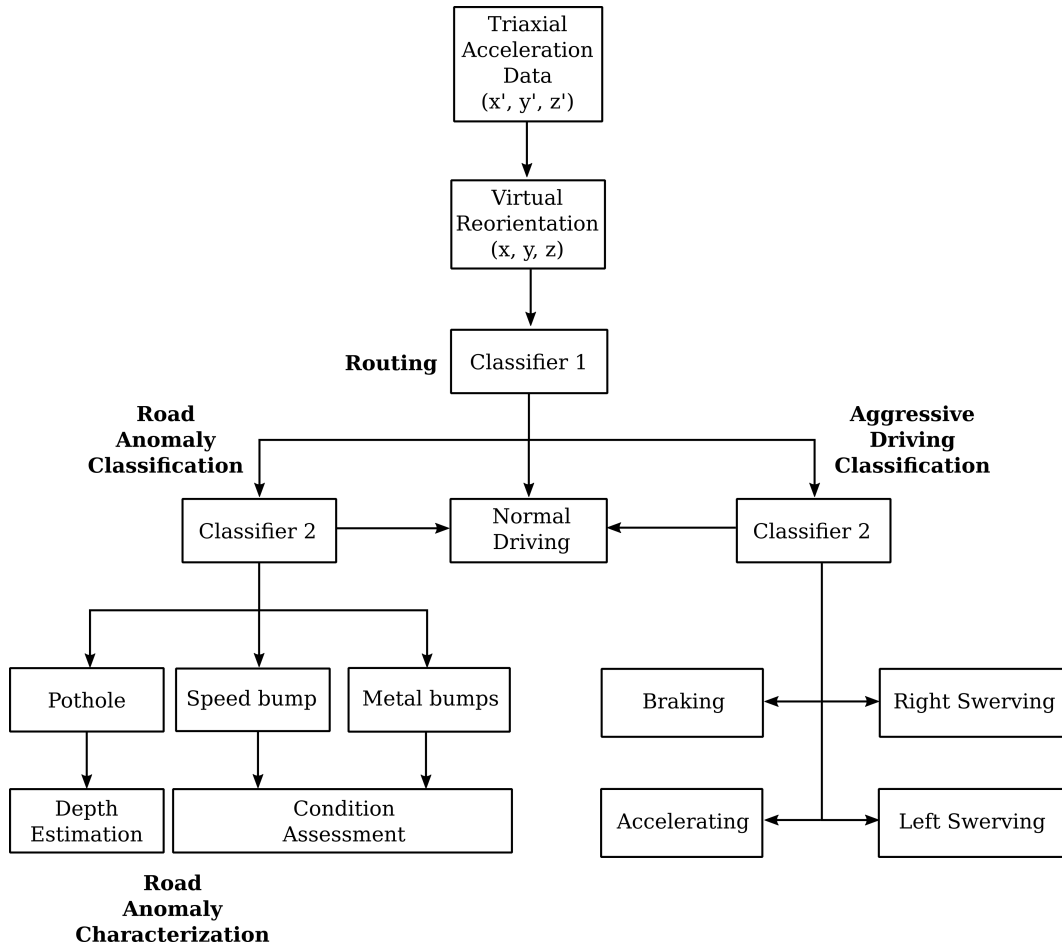 Triaxial
Acceleration
Data
(x', y', z')
Virtual
Reorientation
(x, y, z)
Routing
Classifier 1
Road
Anomaly
Classification
Aggressive
Driving
Classification
Classifier 2
Normal
Driving
Classifier 2
Pothole
Speed bump
Metal bumps
Braking
Right Swerving
Depth
Estimation
Condition
Assessment
Accelerating
Left Swerving
Road
Anomaly
Characterization